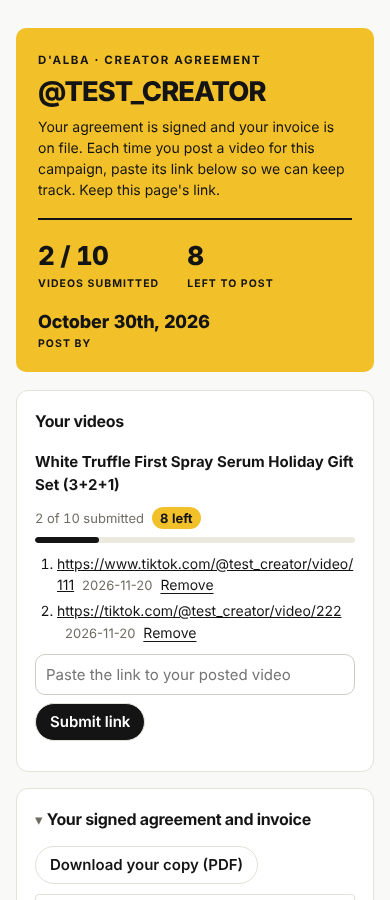 D'ALBA · CREATOR AGREEMENT
@TEST_CREATOR
Your agreement is signed and your invoice is
on file. Each time you post a video for this
campaign, paste its link below so we can keep
track. Keep this page's link.
2 / 10
VIDEOS SUBMITTED
8
LEFT TO POST
October 30th, 2026
POST BY
Your videos
White Truffle First Spray Serum Holiday Gift
Set (3+2+1)
2 of 10 submitted 8 left
1. https://www.tiktok.com/@test_creator/video/
111 2026-11-20 Remove
2. https://tiktok.com/@test_creator/video/222
2026-11-20 Remove
Paste the link to your posted video
Submit link
▾ Your signed agreement and invoice
Download your copy (PDF)